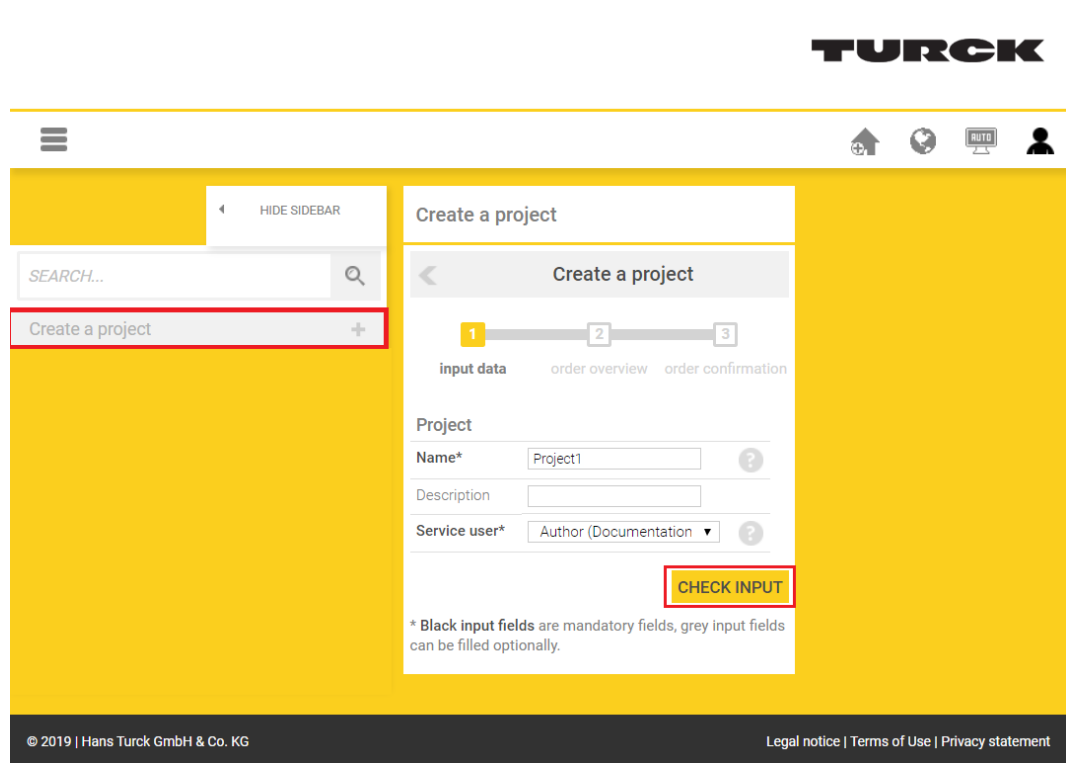 TURCK
AUTO
HIDE SIDEBAR
SEARCH...
Create a project +
Create a project
Create a project
1 2 3
input data order overview order confirmation
Project
Name* Project1 ?
Description
Service user* Author (Documentation ?
CHECK INPUT
* Black input fields are mandatory fields, grey input fields
can be filled optionally.
© 2019 | Hans Turck GmbH & Co. KG Legal notice | Terms of Use | Privacy statement